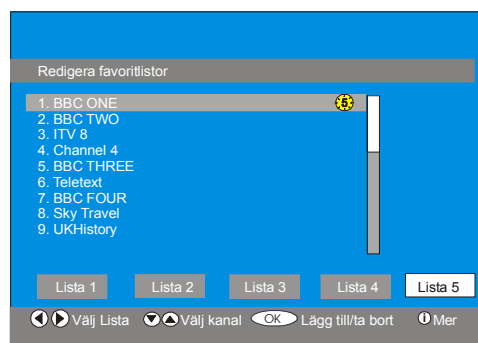 Redigera favoritlistor
1. BBC ONE 5
2. BBC TWO
3. ITV 8
4. Channel 4
5. BBC THREE
6. Teletext
7. BBC FOUR
8. Sky Travel
9. UKHistory
Lista 1 Lista 2 Lista 3 Lista 4 Lista 5
Välj Lista Välj kanal OK Lägg till/ta bort i Mer